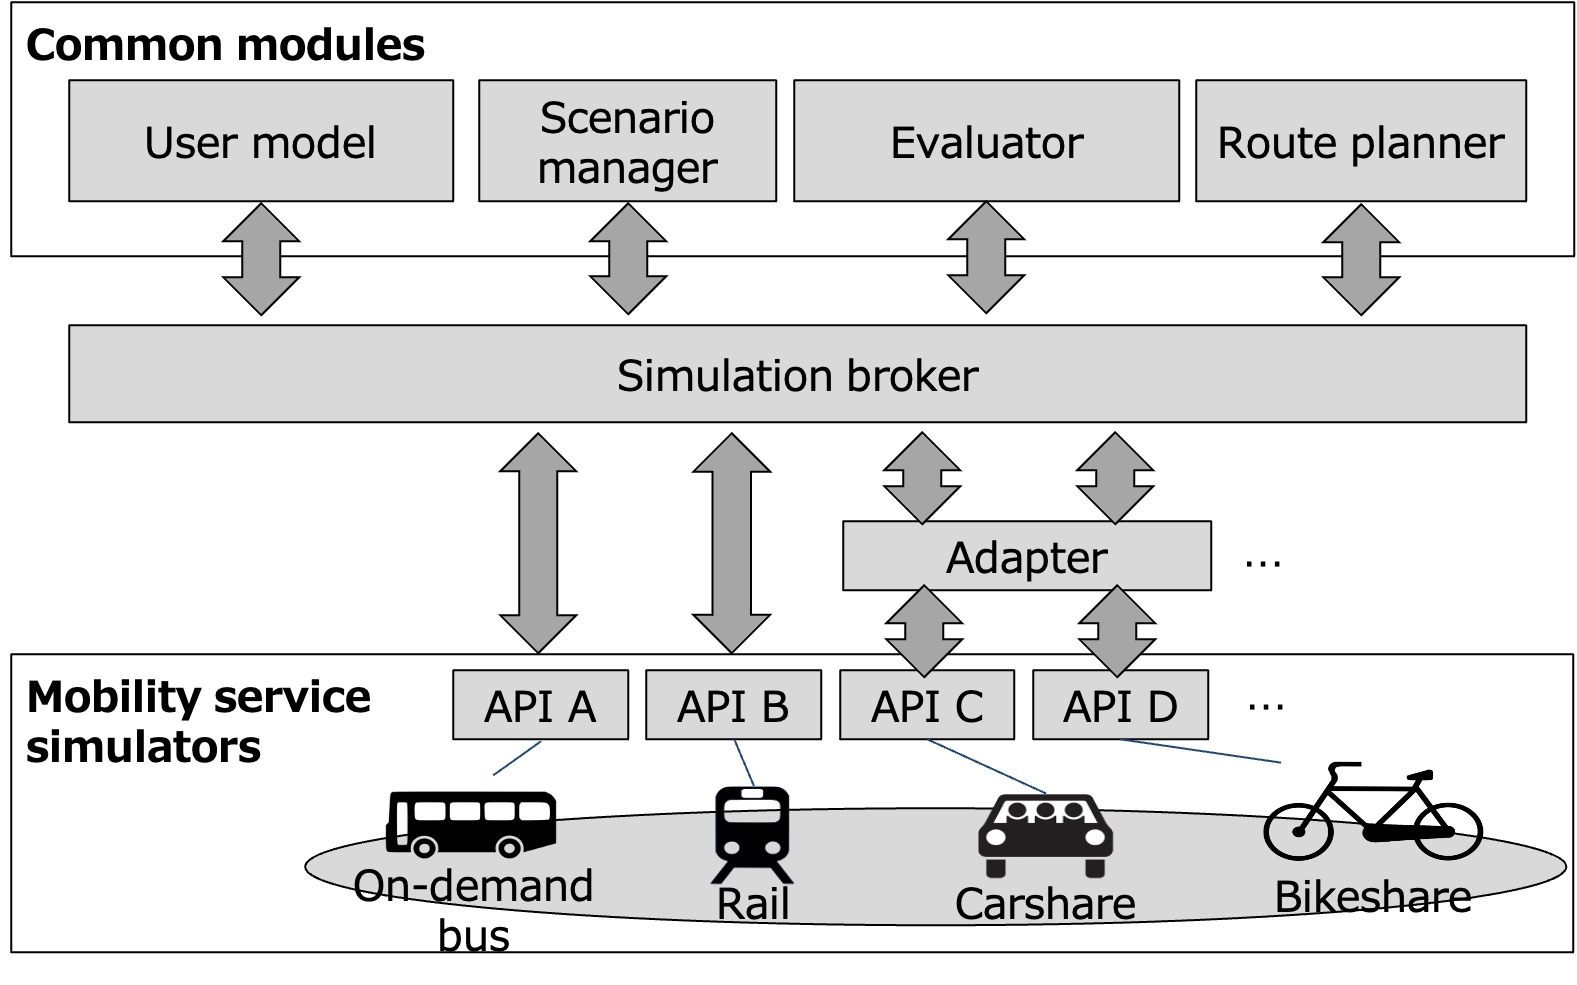 Common modules
User model
Scenario
manager
Evaluator
Route planner
Simulation broker
Adapter
...
Mobility service
simulators
API A
API B
API C
API D
...
On-demand
bus
Rail
Carshare
Bikeshare